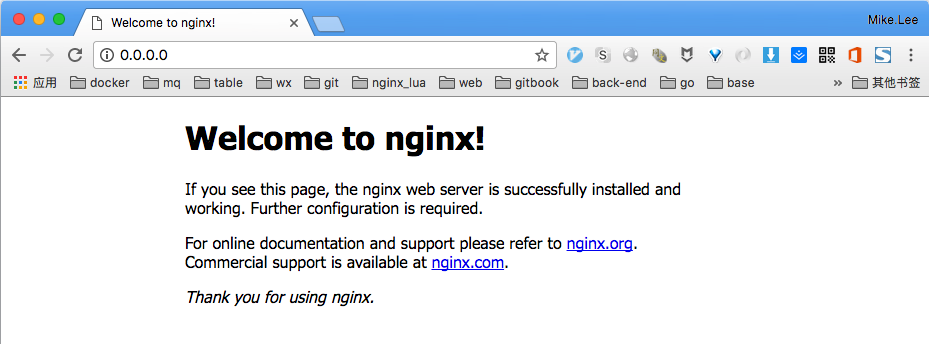 Welcome to nginx!
Mike.Lee
0.0.0.0
应用 docker mq table wx git nginx_lua web gitbook back-end go base » 其他书签
Welcome to nginx!
If you see this page, the nginx web server is successfully installed and
working. Further configuration is required.
For online documentation and support please refer to nginx.org.
Commercial support is available at nginx.com.
Thank you for using nginx.